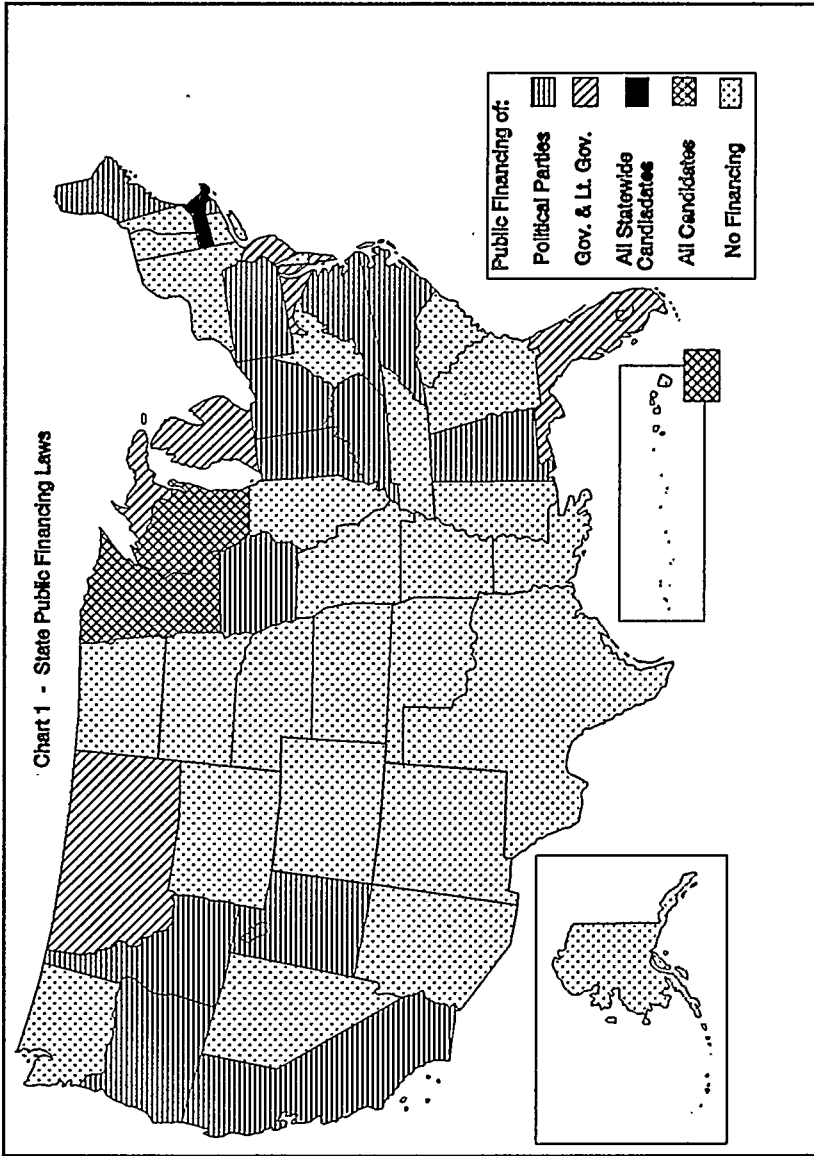 Chart 1 - State Public Financing Laws
Public Financing of:
Political Parties
Gov. & Lt. Gov.
All Statewide
Candiadates
All Candidates
No Financing